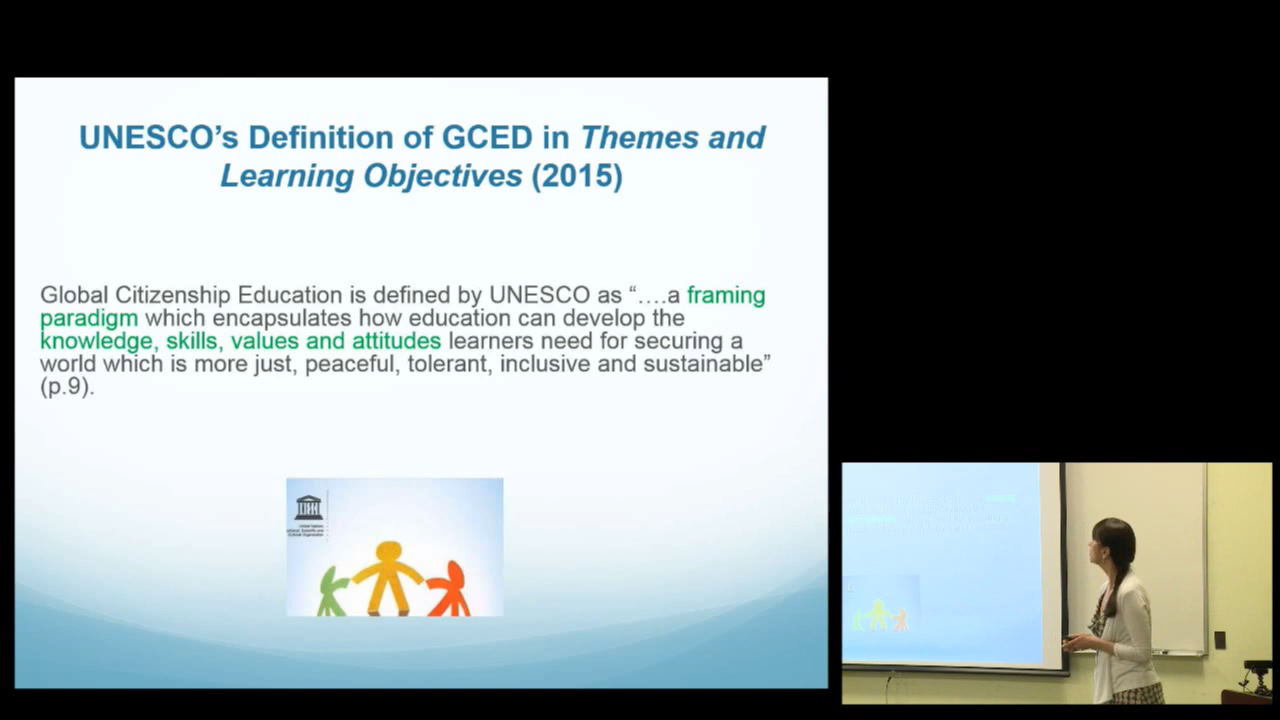 UNESCO’s Definition of GCED in Themes and
Learning Objectives (2015)
Global Citizenship Education is defined by UNESCO as “….a framing
paradigm which encapsulates how education can develop the
knowledge, skills, values and attitudes learners need for securing a
world which is more just, peaceful, tolerant, inclusive and sustainable”
(p.9).